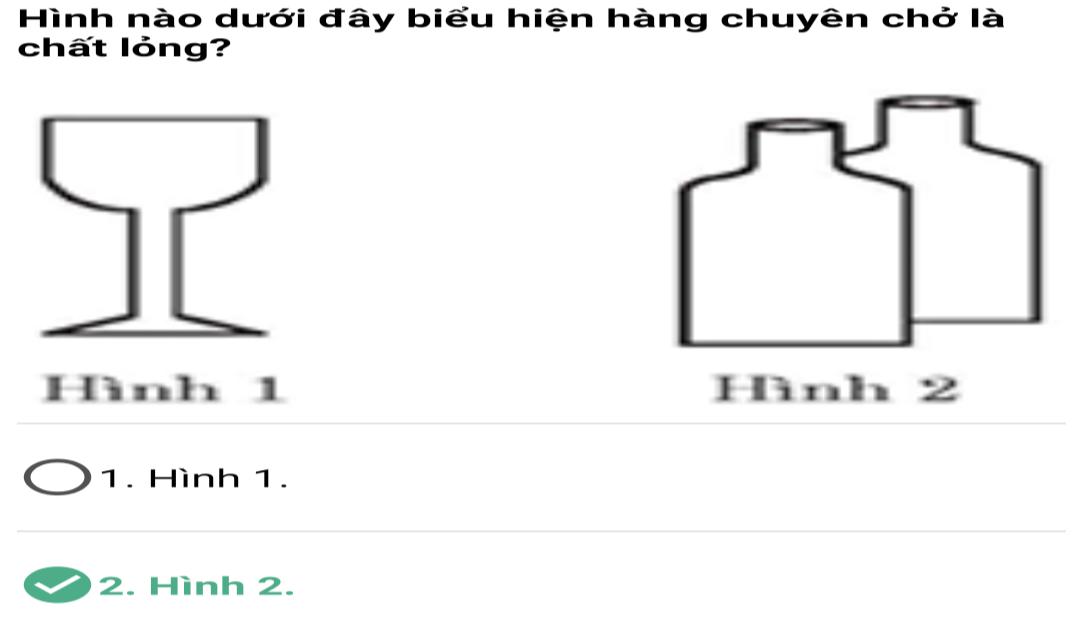 Hình nào dưới đây biểu hiện hàng chuyên chở là
chất lỏng?
Hình 1
Hình 2
1. Hình 1.
2. Hình 2.